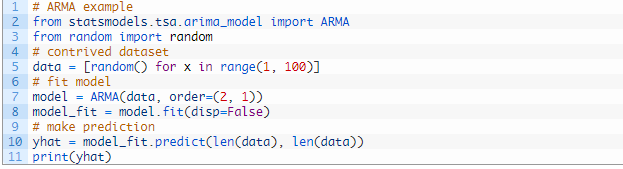 1 # ARMA example
2 from statsmodels.tsa.arima_model import ARMA
3 from random import random
4 # contrived dataset
5 data = [random() for x in range(1, 100)]
6 # fit model
7 model = ARMA(data, order=(2, 1))
8 model_fit = model.fit(disp=False)
9 # make prediction
10 yhat = model_fit.predict(len(data), len(data))
11 print(yhat)